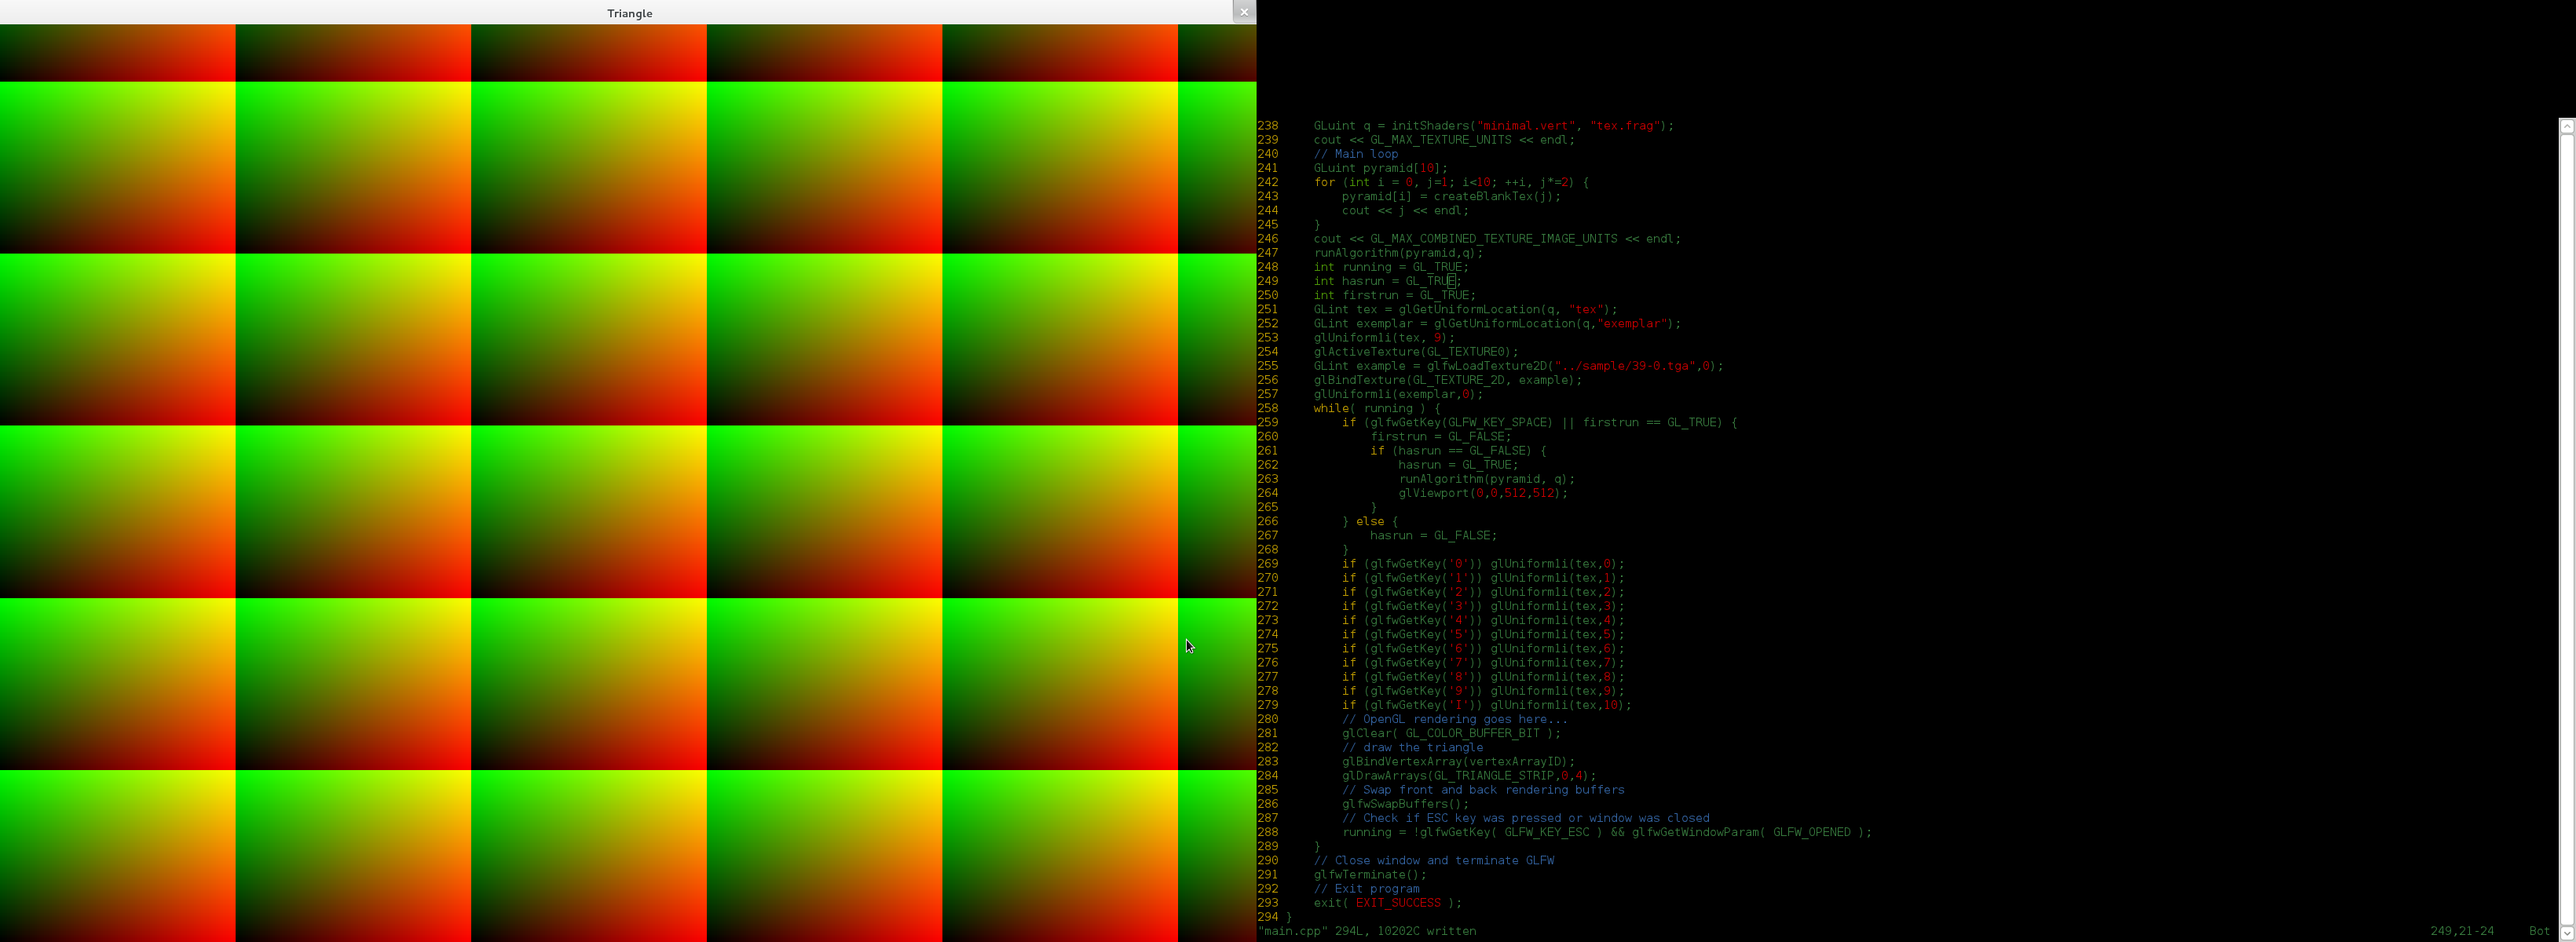 Triangle
238     GLuint q = initShaders("minimal.vert", "tex.frag");
239     cout << GL_MAX_TEXTURE_UNITS << endl;
240     // Main loop
241     GLuint pyramid[10];
242     for (int i = 0, j=1; i<10; ++i, j*=2) {
243         pyramid[i] = createBlankTex(j);
244         cout << j << endl;
245     }
246     cout << GL_MAX_COMBINED_TEXTURE_IMAGE_UNITS << endl;
247     runAlgorithm(pyramid,q);
248     int running = GL_TRUE;
249     int hasrun = GL_TRUE;
250     int firstrun = GL_TRUE;
251     GLint tex = glGetUniformLocation(q, "tex");
252     GLint exemplar = glGetUniformLocation(q,"exemplar");
253     glUniform1i(tex, 9);
254     glActiveTexture(GL_TEXTURE0);
255     GLint example = glfwLoadTexture2D("../sample/39-0.tga",0);
256     glBindTexture(GL_TEXTURE_2D, example);
257     glUniform1i(exemplar,0);
258     while( running ) {
259         if (glfwGetKey(GLFW_KEY_SPACE) || firstrun == GL_TRUE) {
260             firstrun = GL_FALSE;
261             if (hasrun == GL_FALSE) {
262                 hasrun = GL_TRUE;
263                 runAlgorithm(pyramid, q);
264                 glViewport(0,0,512,512);
265             }
266         } else {
267             hasrun = GL_FALSE;
268         }
269         if (glfwGetKey('0')) glUniform1i(tex,0);
270         if (glfwGetKey('1')) glUniform1i(tex,1);
271         if (glfwGetKey('2')) glUniform1i(tex,2);
272         if (glfwGetKey('3')) glUniform1i(tex,3);
273         if (glfwGetKey('4')) glUniform1i(tex,4);
274         if (glfwGetKey('5')) glUniform1i(tex,5);
275         if (glfwGetKey('6')) glUniform1i(tex,6);
276         if (glfwGetKey('7')) glUniform1i(tex,7);
277         if (glfwGetKey('8')) glUniform1i(tex,8);
278         if (glfwGetKey('9')) glUniform1i(tex,9);
279         if (glfwGetKey('I')) glUniform1i(tex,10);
280         // OpenGL rendering goes here...
281         glClear( GL_COLOR_BUFFER_BIT );
282         // draw the triangle
283         glBindVertexArray(vertexArrayID);
284         glDrawArrays(GL_TRIANGLE_STRIP,0,4);
285         // Swap front and back rendering buffers
286         glfwSwapBuffers();
287         // Check if ESC key was pressed or window was closed
288         running = !glfwGetKey( GLFW_KEY_ESC ) && glfwGetWindowParam( GLFW_OPENED );
289     }
290     // Close window and terminate GLFW
291     glfwTerminate();
292     // Exit program
293     exit( EXIT_SUCCESS );
294 }
"main.cpp" 294L, 10202C written 249,21-24 Bot